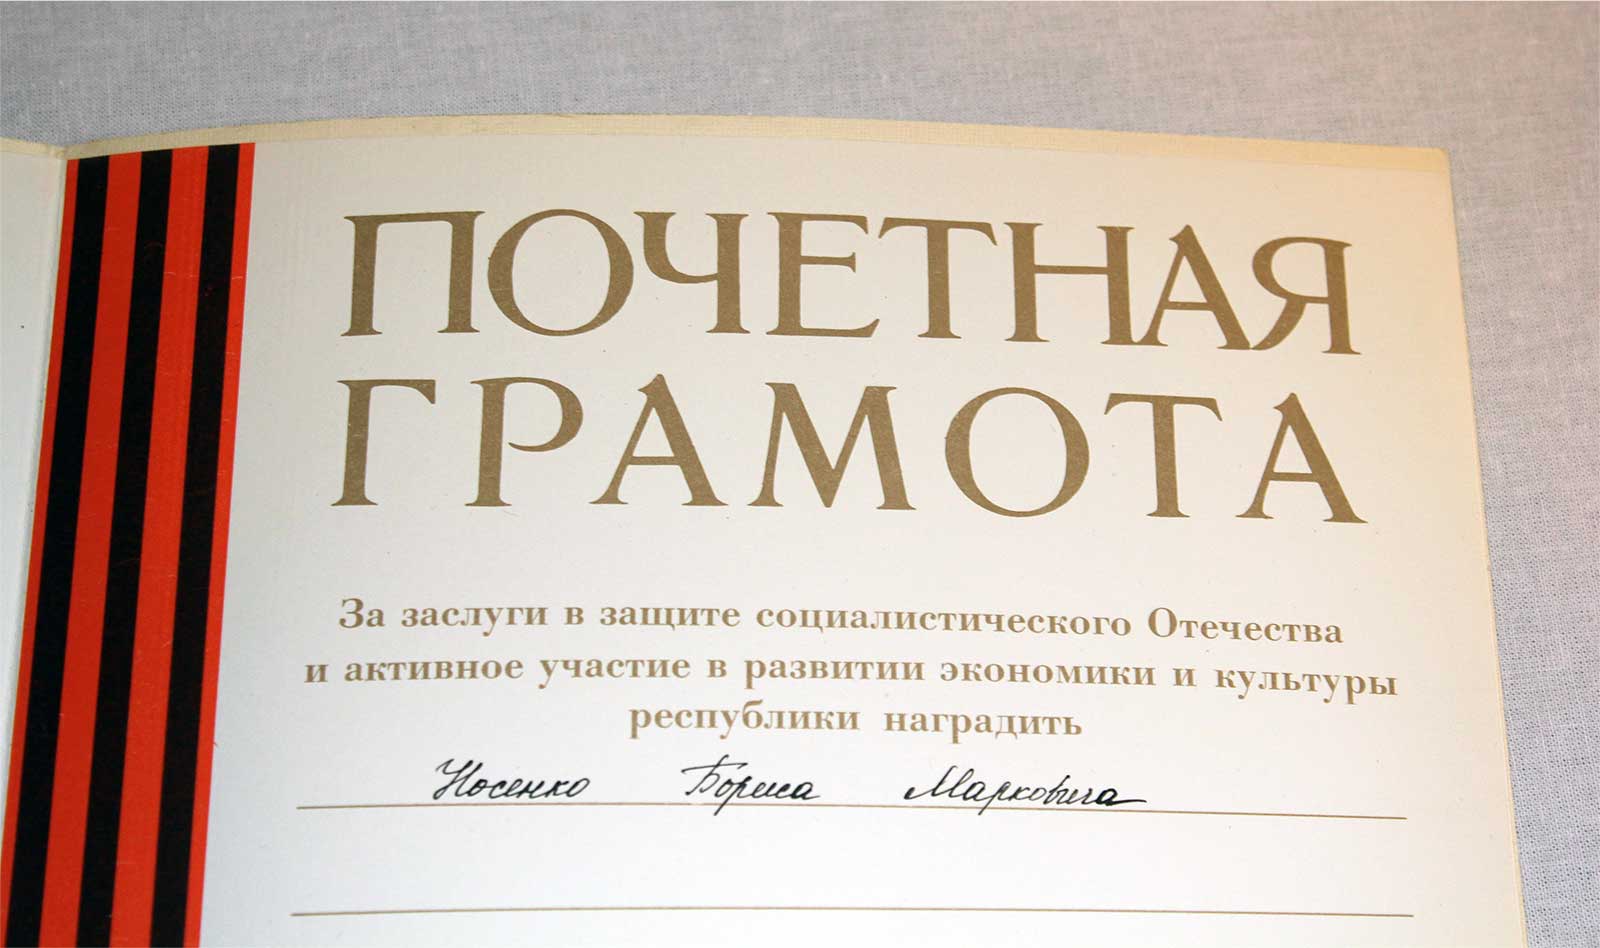 ПОЧЕТНАЯ
ГРАМОТА
За заслуги в защите социалистического Отечества
и активное участие в развитии экономики и культуры
республики наградить
Носенко Бориса Марковича